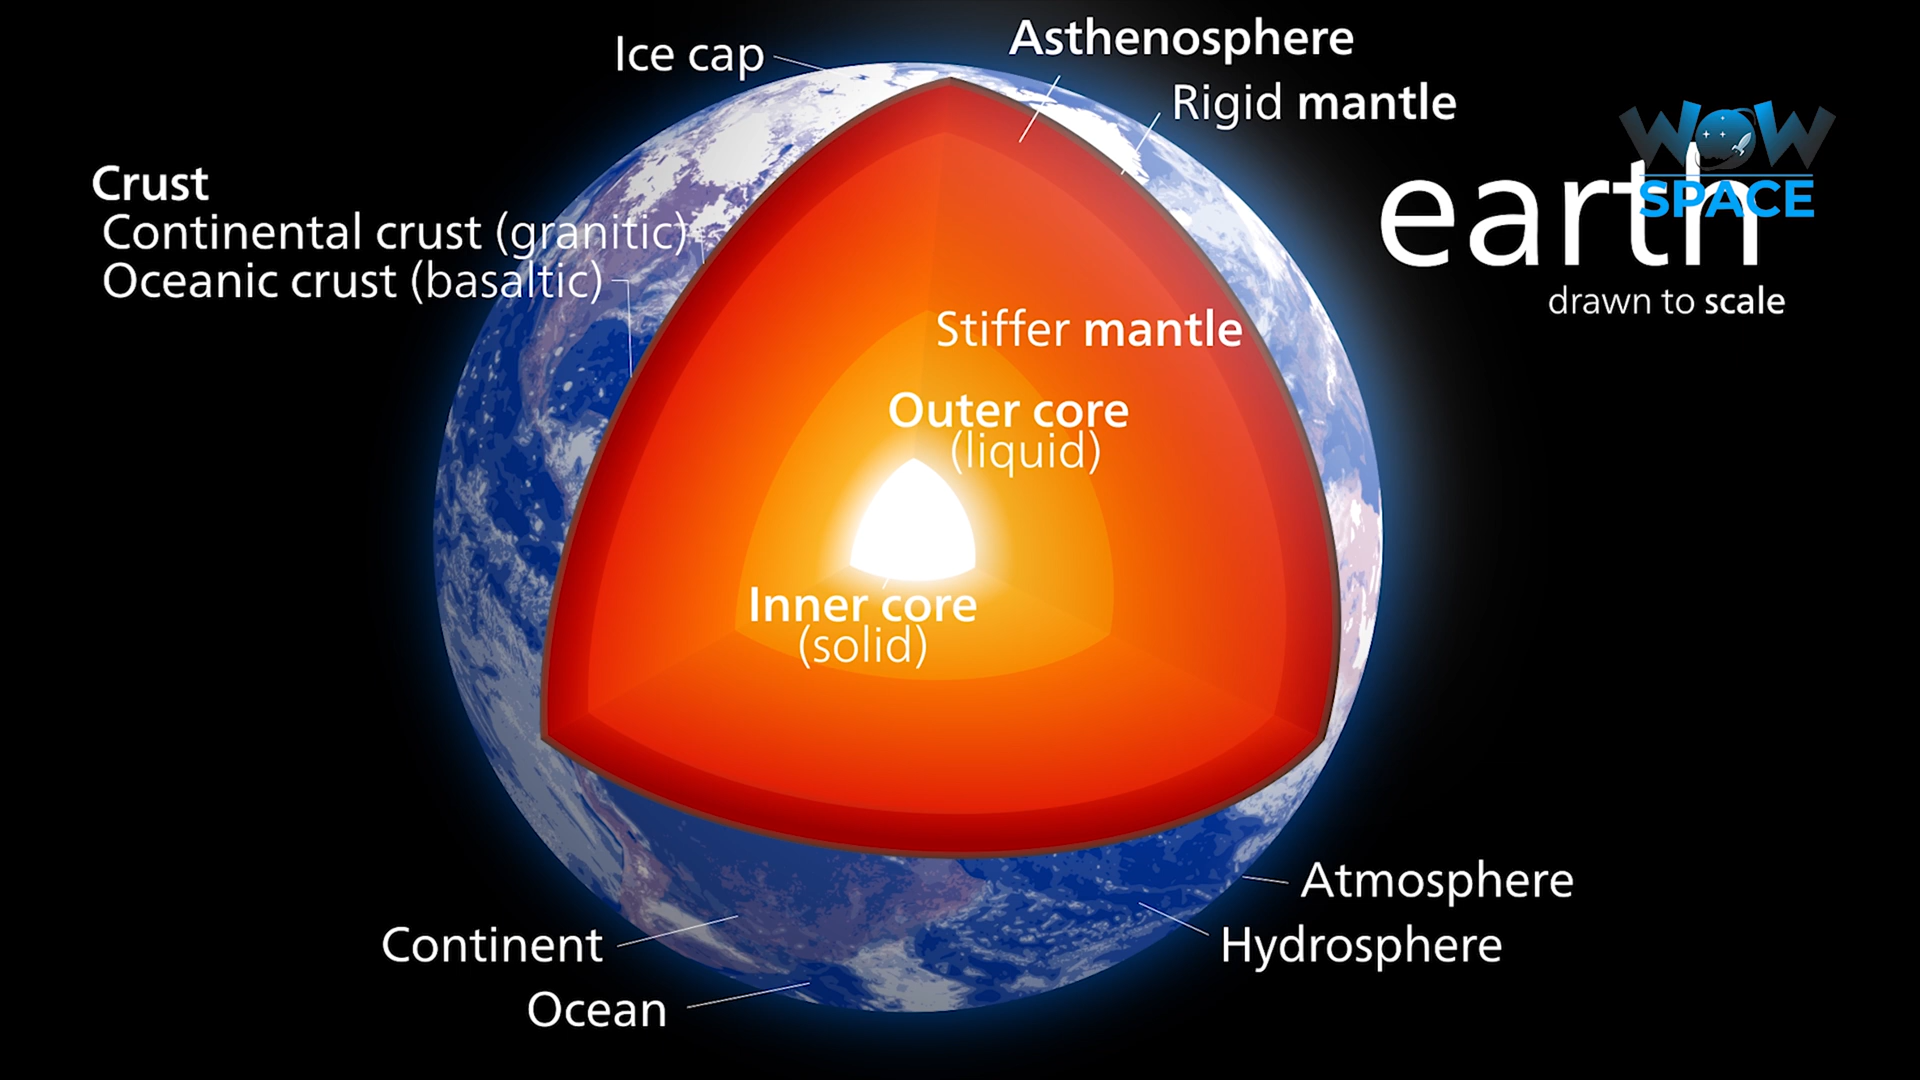 Ice cap
Asthenosphere
Rigid mantle
WOW
SPACE
earth
drawn to scale
Crust
Continental crust (granitic)
Oceanic crust (basaltic)
Stiffer mantle
Outer core
(liquid)
Inner core
(solid)
Atmosphere
Hydrosphere
Continent
Ocean